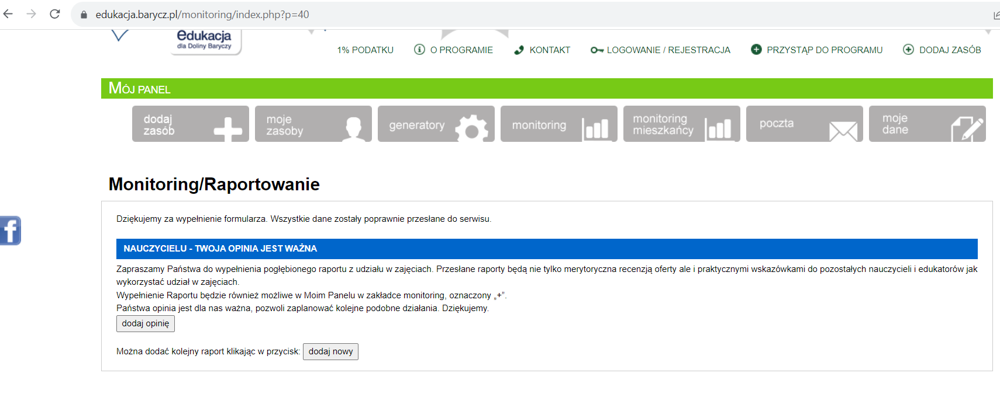 edukacja.barycz.pl/monitoring/index.php?p=40
edukacja
dla Doliny Baryczy
1% PODATKU O PROGRAMIE KONTAKT LOGOWANIE / REJESTRACJA PRZYSTĄP DO PROGRAMU DODAJ ZASÓB
MÓJ PANEL
dodaj zasób
moje zasoby
generatory
monitoring
monitoring mieszkańcy
poczta
moje dane
Monitoring/Raportowanie
Dziękujemy za wypełnienie formularza. Wszystkie dane zostały poprawnie przesłane do serwisu.
NAUCZYCIELU - TWOJA OPINIA JEST WAŻNA
Zapraszamy Państwa do wypełnienia pogłębionego raportu z udziału w zajęciach. Przesłane raporty będą nie tylko merytoryczna recenzją oferty ale i praktycznymi wskazówkami do pozostałych nauczycieli i edukatorów jak
wykorzystać udział w zajęciach.
Wypełnienie Raportu będzie również możliwe w Moim Panelu w zakładce monitoring, oznaczony „+”.
Państwa opinia jest dla nas ważna, pozwoli zaplanować kolejne podobne działania. Dziękujemy.
dodaj opinię
Można dodać kolejny raport klikając w przycisk: dodaj nowy